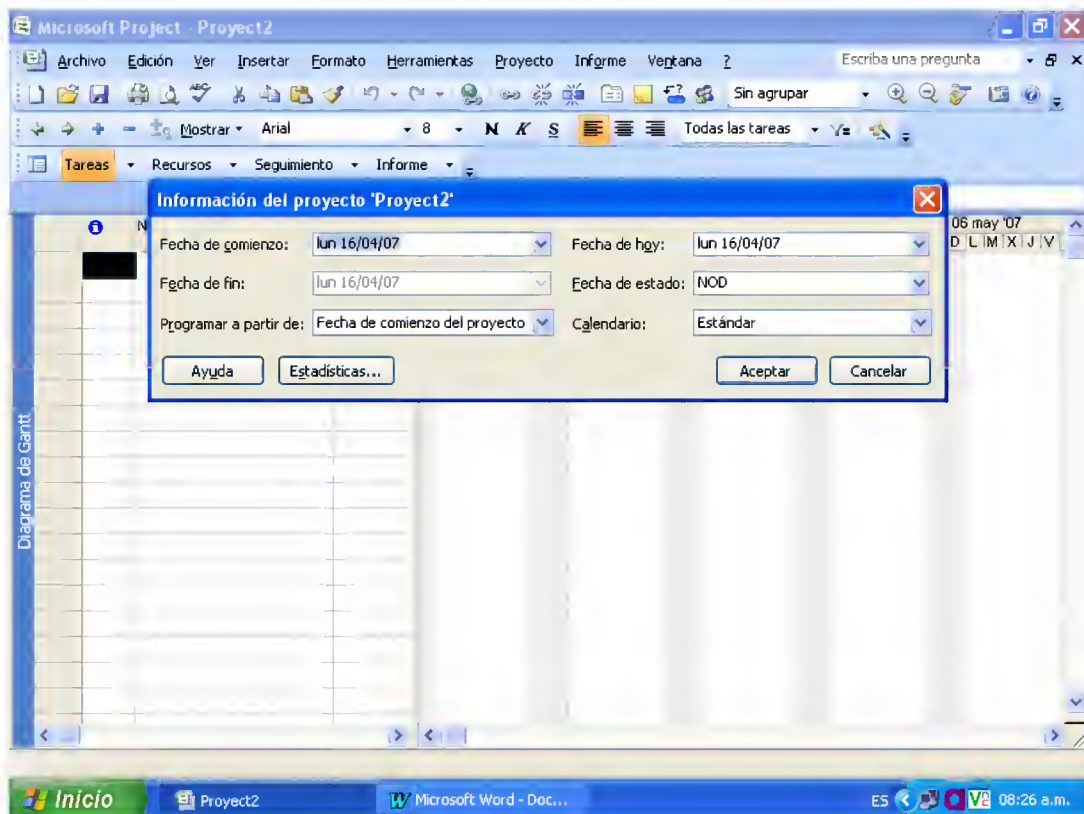 Microsoft Project - Proyect2
Archivo Edición Ver Insertar Formato Herramientas Proyecto Informe Ventana ? Escriba una pregunta
Sin agrupar
Mostrar Arial 8 N K S Todas las tareas
Tareas Recursos Seguimiento Informe
Información del proyecto 'Proyect2'
N 06 may '07
D L M X J V
Fecha de comienzo: lun 16/04/07 Fecha de hoy: lun 16/04/07
Fecha de fin: lun 16/04/07 Fecha de estado: NOD
Programar a partir de: Fecha de comienzo del proyecto Calendario: Estándar
Ayuda Estadísticas... Aceptar Cancelar
Diagrama de Gantt
Inicio Proyect2 Microsoft Word - Doc... ES 08:26 a.m.